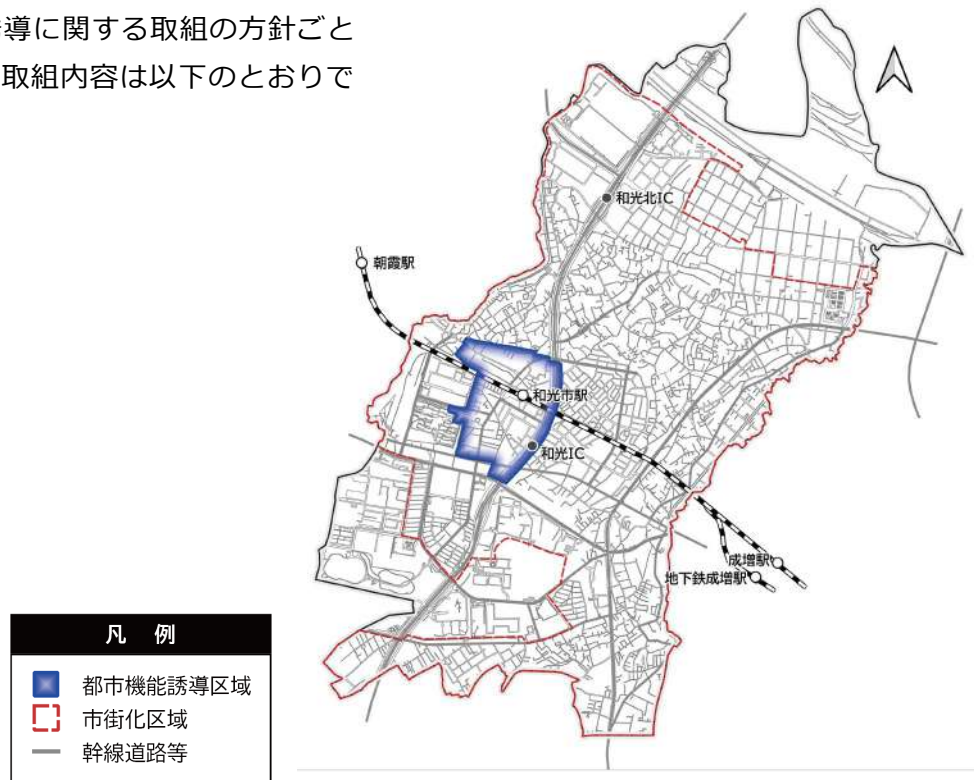 導に関する取組の方針ごと
取組内容は以下のとおりで
和光北IC
朝霞駅
和光市駅
和光IC
成増駅
地下鉄成増駅
凡 例
都市機能誘導区域
市街化区域
幹線道路等